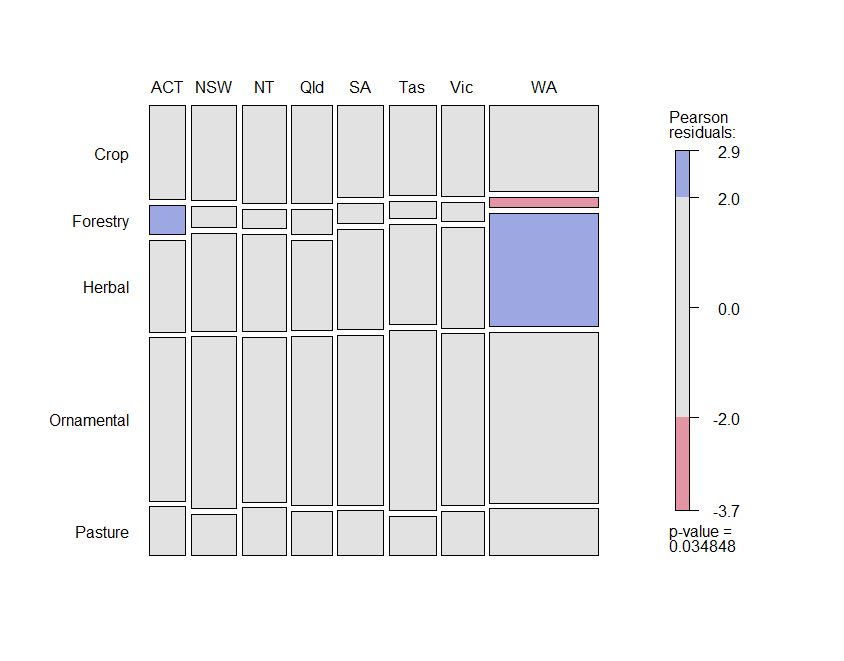 ACT NSW NT Qld SA Tas Vic WA
Crop
Forestry
Herbal
Ornamental
Pasture
Pearson
residuals:
2.9
2.0
0.0
-2.0
-3.7
p-value =
0.034848